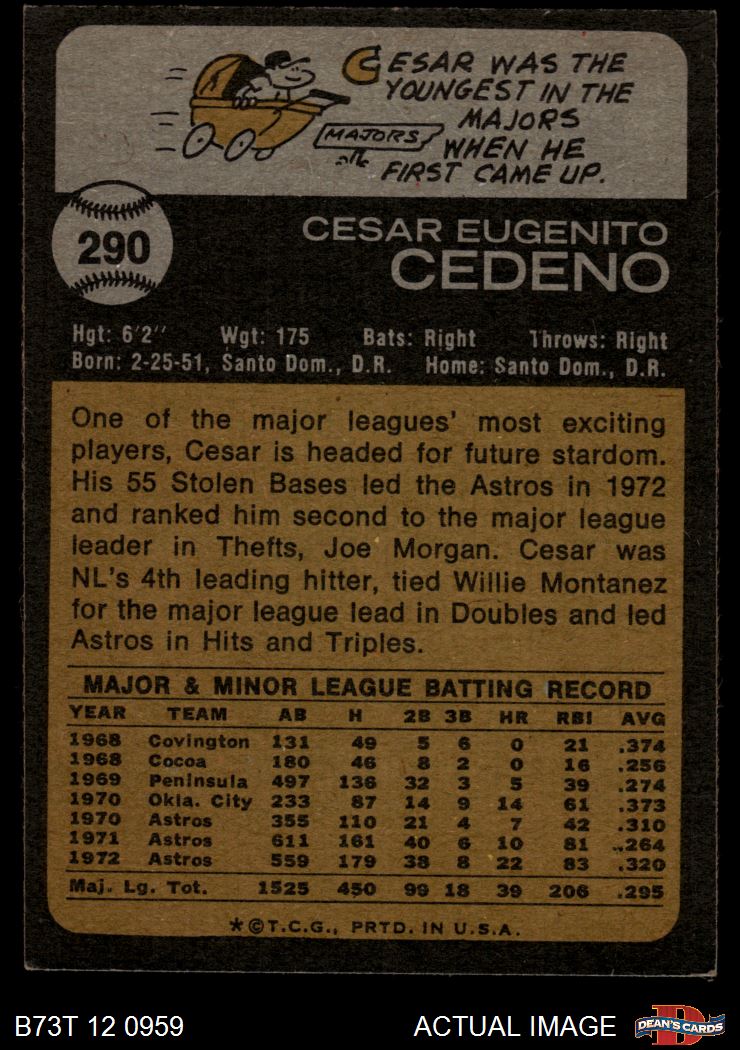 CESAR WAS THE
YOUNGEST IN THE
MAJORS
WHEN HE
FIRST CAME UP.
MAJORS
290
CESAR EUGENITO
CEDENO
Hgt: 6'2" Wgt: 175 Bats: Right Throws: Right
Born: 2-25-51, Santo Dom., D.R. Home: Santo Dom., D.R.
One of the major leagues' most exciting
players, Cesar is headed for future stardom.
His 55 Stolen Bases led the Astros in 1972
and ranked him second to the major league
leader in Thefts, Joe Morgan. Cesar was
NL's 4th leading hitter, tied Willie Montanez
for the major league lead in Doubles and led
Astros in Hits and Triples.
MAJOR & MINOR LEAGUE BATTING RECORD
YEAR TEAM AB H 2B 3B HR RBI AVG
1968 Covington 131 49 5 6 0 21 .374
1968 Cocoa 180 46 8 2 0 16 .256
1969 Peninsula 497 136 32 3 5 39 .274
1970 Okla. City 233 87 14 9 14 61 .373
1970 Astros 355 110 21 4 7 42 .310
1971 Astros 611 161 40 6 10 81 .264
1972 Astros 559 179 38 8 22 83 .320
Maj. Lg. Tot. 1525 450 99 18 39 206 .295
*©T.C.G., PRTD. IN U.S.A.
B73T 12 0959 ACTUAL IMAGE
D
DEAN'S CARDS